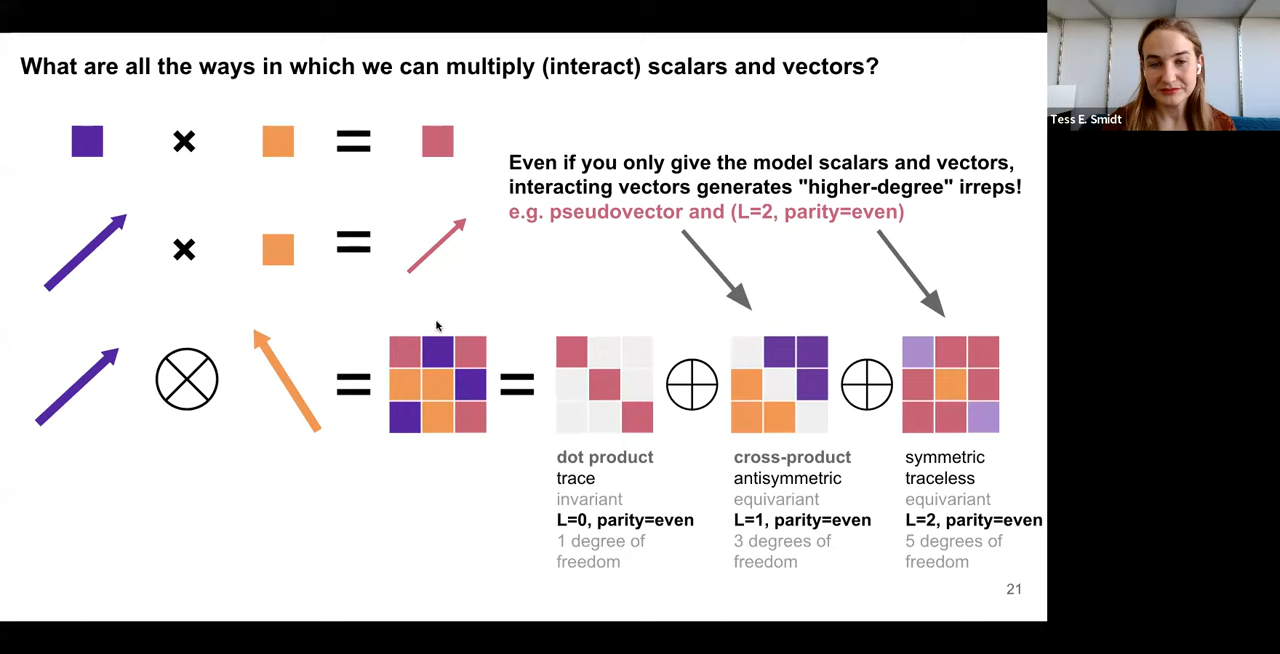 What are all the ways in which we can multiply (interact) scalars and vectors?
Tess E. Smidt
Even if you only give the model scalars and vectors,
interacting vectors generates "higher-degree" irreps!
e.g. pseudovector and (L=2, parity=even)
dot product
trace
invariant
L=0, parity=even
1 degree of
freedom
cross-product
antisymmetric
equivariant
L=1, parity=even
3 degrees of
freedom
symmetric
traceless
equivariant
L=2, parity=even
5 degrees of
freedom
21